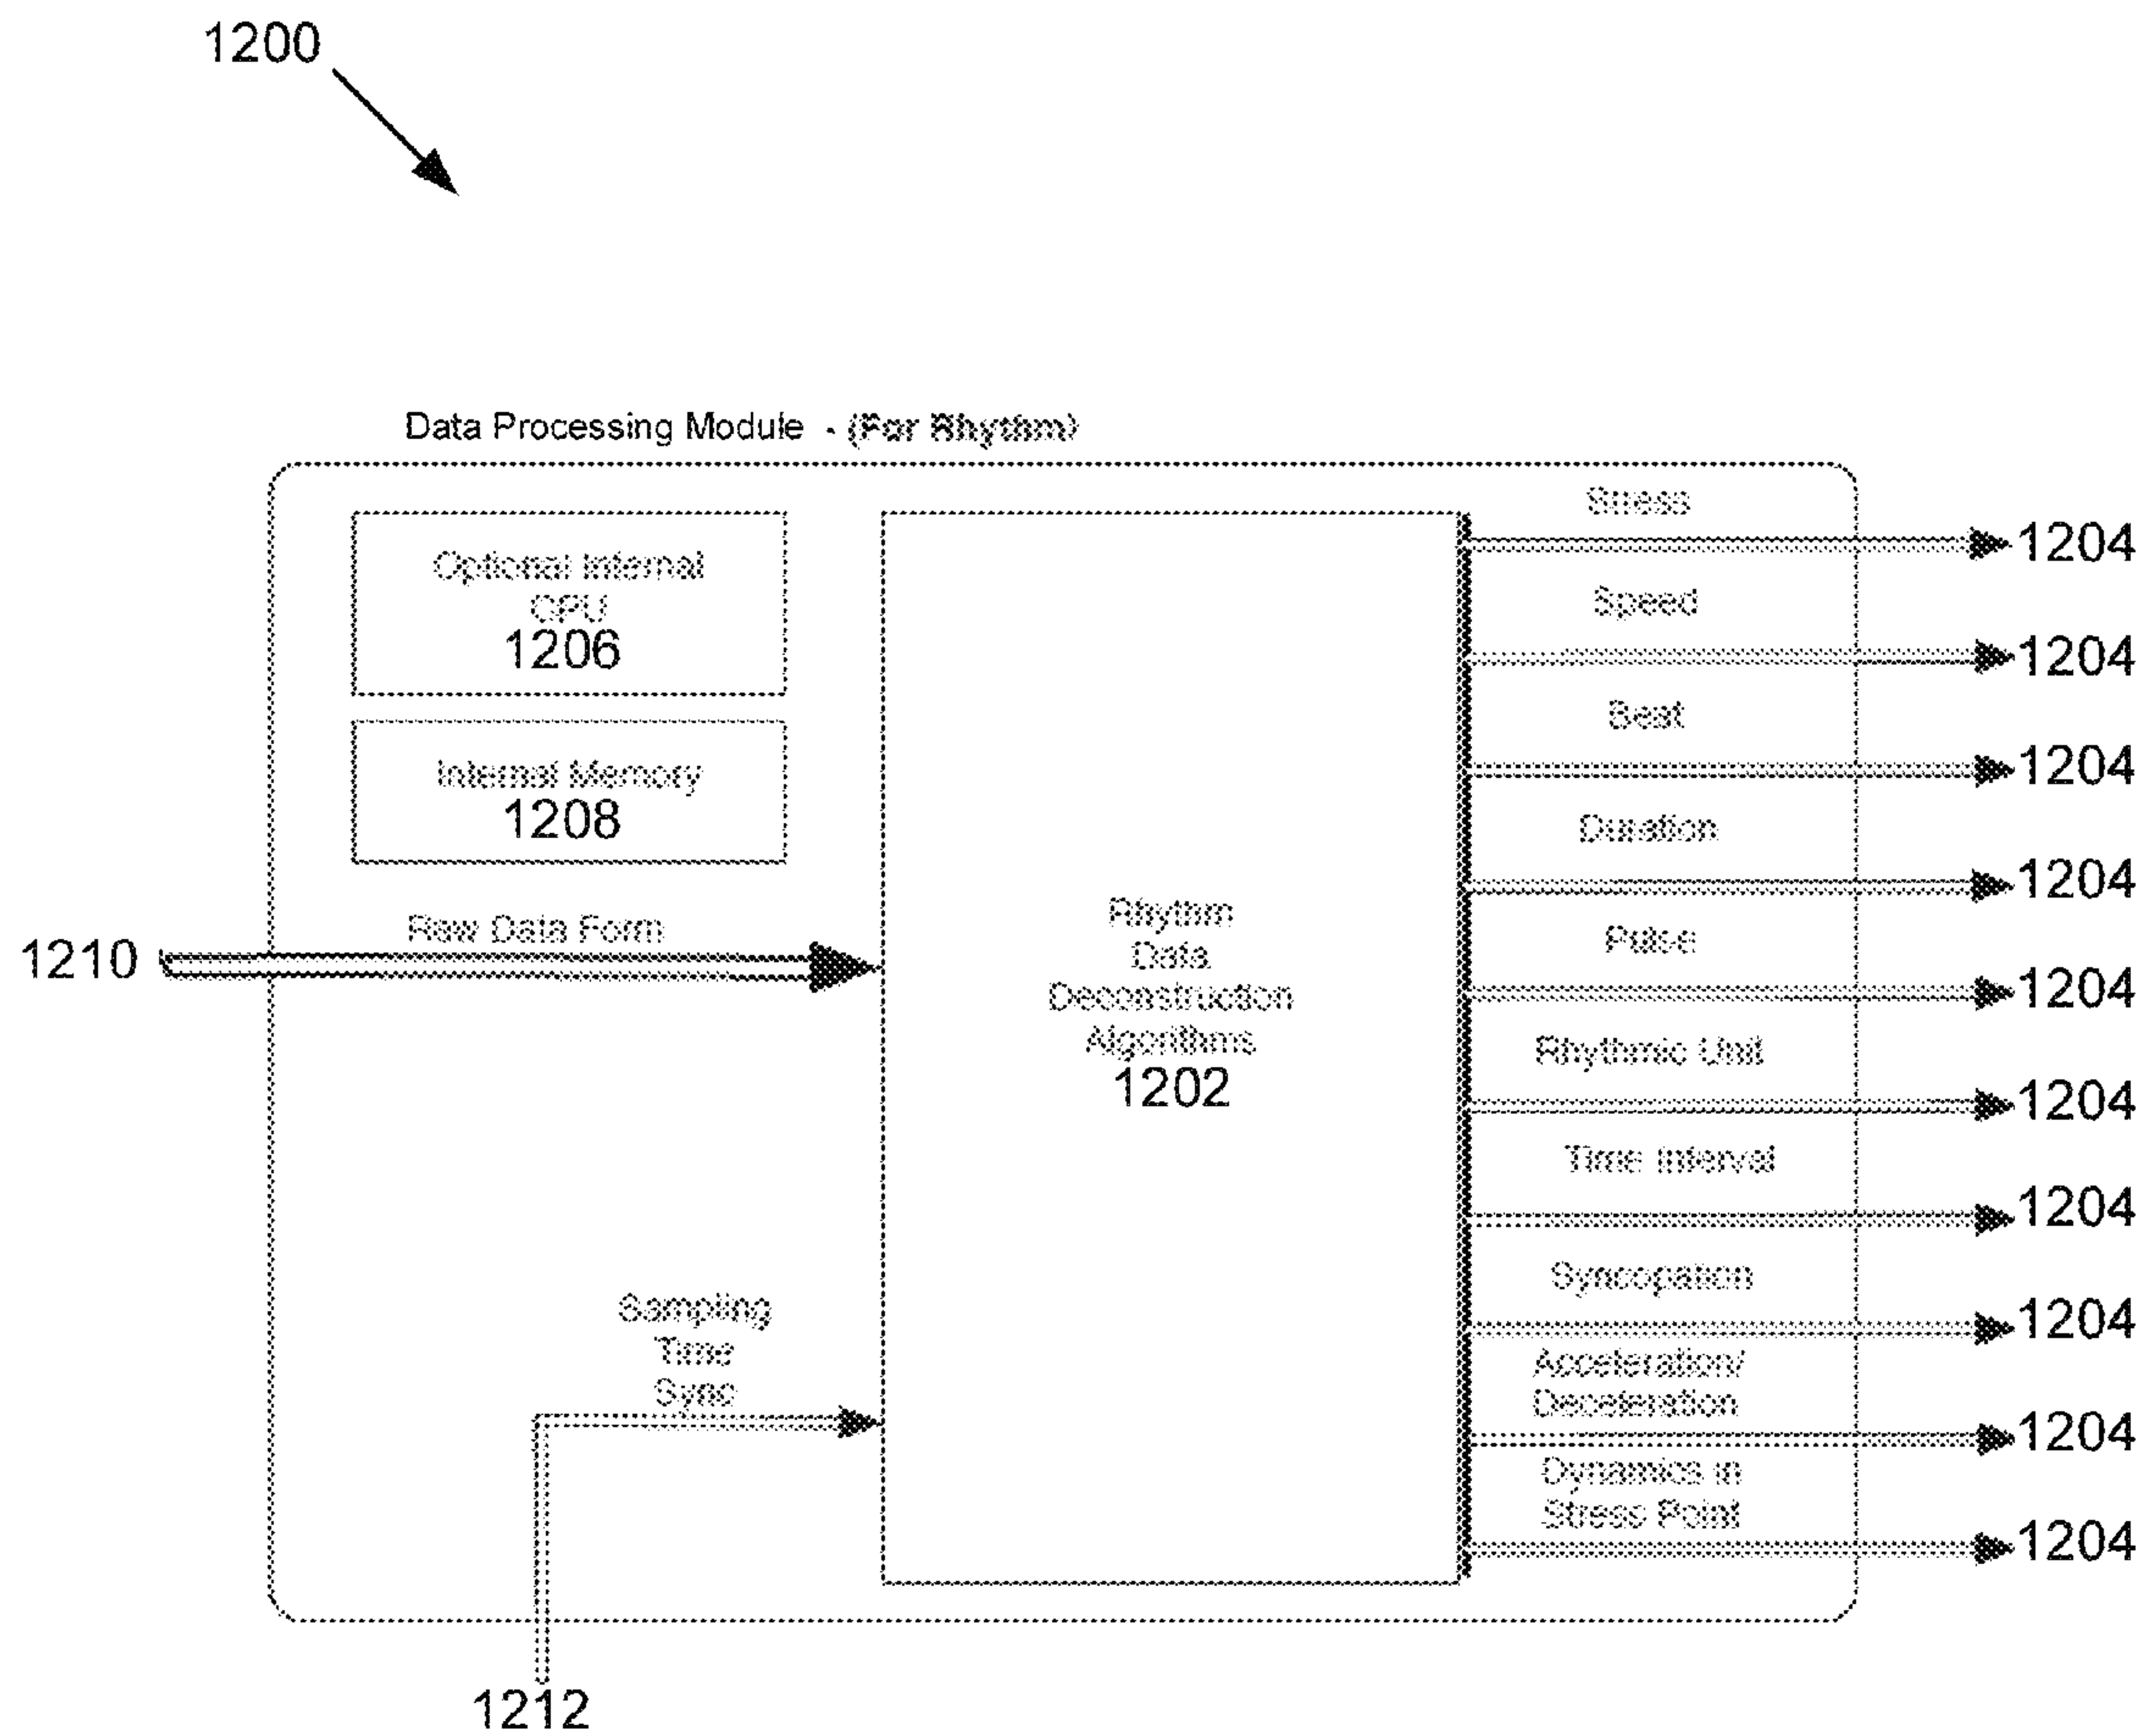 1200
Data Processing Module - (For Rhythm)
Optional Internal
CPU
1206
Internal Memory
1208
Raw Data Form
1210
Sampling
Time
Sync
1212
Rhythm
Data
Deconstruction
Algorithms
1202
Stress
1204
Speed
1204
Beat
1204
Duration
1204
Pulse
1204
Rhythmic Unit
1204
Time Interval
1204
Syncopation
1204
Acceleration/
Deceleration
1204
Dynamics in
Stress Point
1204